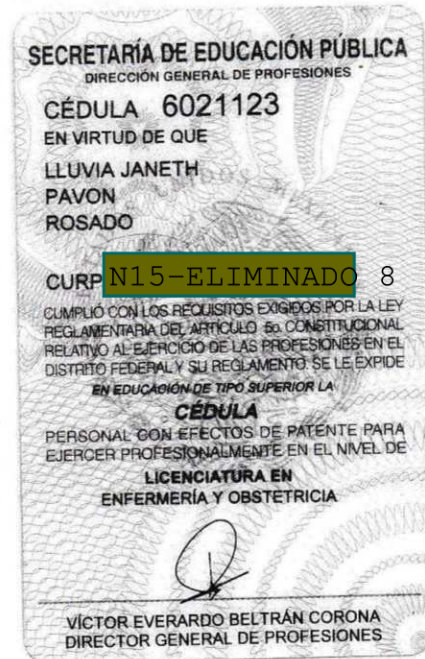 SECRETARÍA DE EDUCACIÓN PÚBLICA
DIRECCIÓN GENERAL DE PROFESIONES
CÉDULA 6021123
EN VIRTUD DE QUE
LLUVIA JANETH
PAVON
ROSADO
CURP N15-ELIMINADO 8
CUMPLIÓ CON LOS REQUISITOS EXIGIDOS POR LA LEY
REGLAMENTARIA DEL ARTÍCULO 5o. CONSTITUCIONAL
RELATIVO AL EJERCICIO DE LAS PROFESIONES EN EL
DISTRITO FEDERAL Y SU REGLAMENTO SE LE EXPIDE
EN EDUCACIÓN DE TIPO SUPERIOR LA
CÉDULA
PERSONAL CON EFECTOS DE PATENTE PARA
EJERCER PROFESIONALMENTE EN EL NIVEL DE
LICENCIATURA EN
ENFERMERÍA Y OBSTETRICIA
VÍCTOR EVERARDO BELTRÁN CORONA
DIRECTOR GENERAL DE PROFESIONES